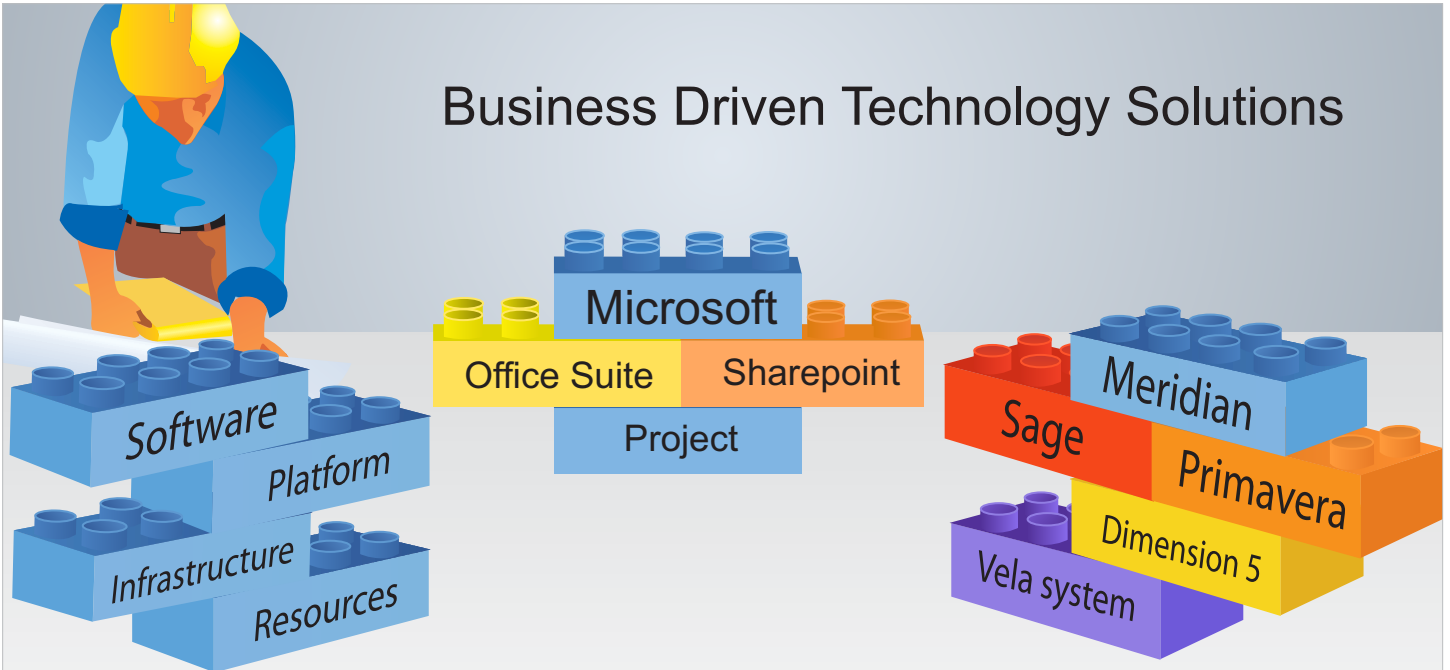 Business Driven Technology Solutions
Software
Platform
Infrastructure
Resources
Microsoft
Office Suite
Sharepoint
Project
Meridian
Sage
Primavera
Dimension 5
Vela system